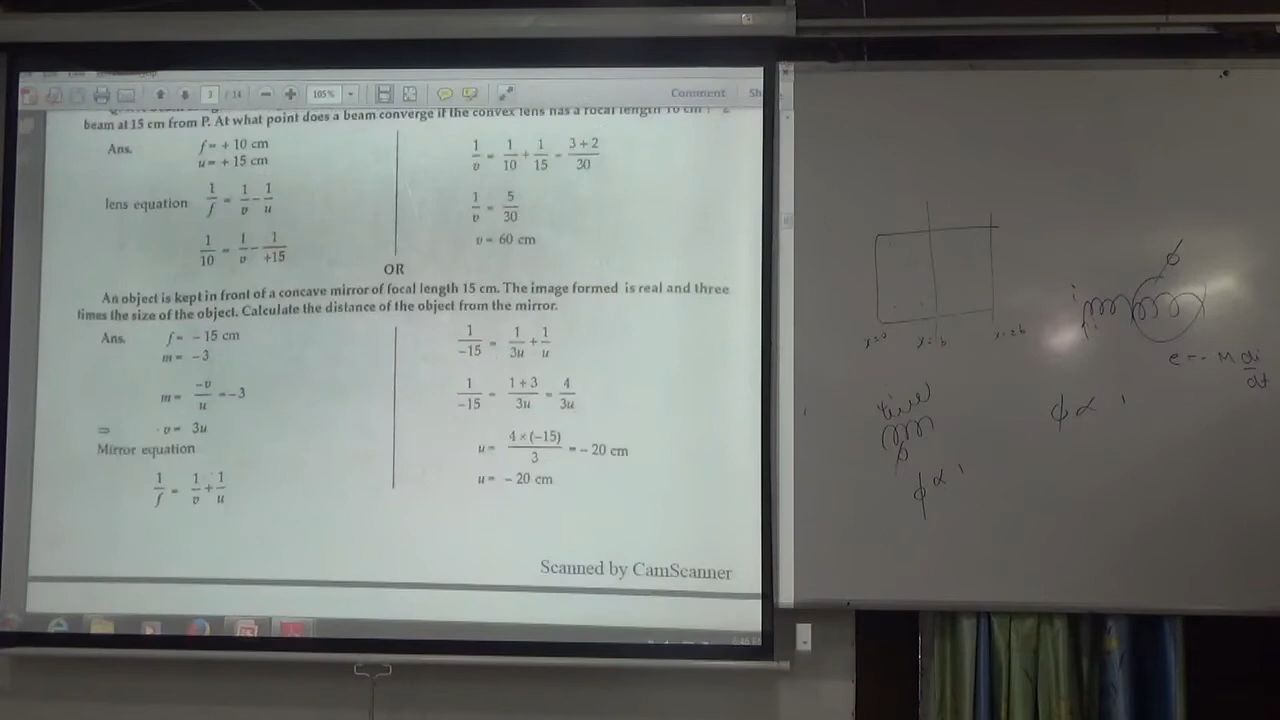 1 / 14
105%
Comment
beam at 15 cm from P. At what point does a beam converge if the convex lens has a focal length 10 cm
Ans.
f = + 10 cm
u = + 15 cm
lens equation 1/f = 1/v - 1/u
1/10 = 1/v - 1/+15
1/v = 1/10 + 1/15 = 3+2/30
1/v = 5/30
v = 60 cm
OR
An object is kept in front of a concave mirror of focal length 15 cm. The image formed is real and three
times the size of the object. Calculate the distance of the object from the mirror.
Ans.
f = - 15 cm
m = -3
m = -v/u = -3
⇒ v = 3u
Mirror equation
1/f = 1/v + 1/u
1/-15 = 1/3u + 1/u
1/-15 = 1+3/3u = 4/3u
u = 4×(-15)/3 = - 20 cm
u = - 20 cm
Scanned by CamScanner
x=0
x=b
x=2b
i
ϕ
e = - M di/dt
ϕ ∝ i
ϕ ∝ i